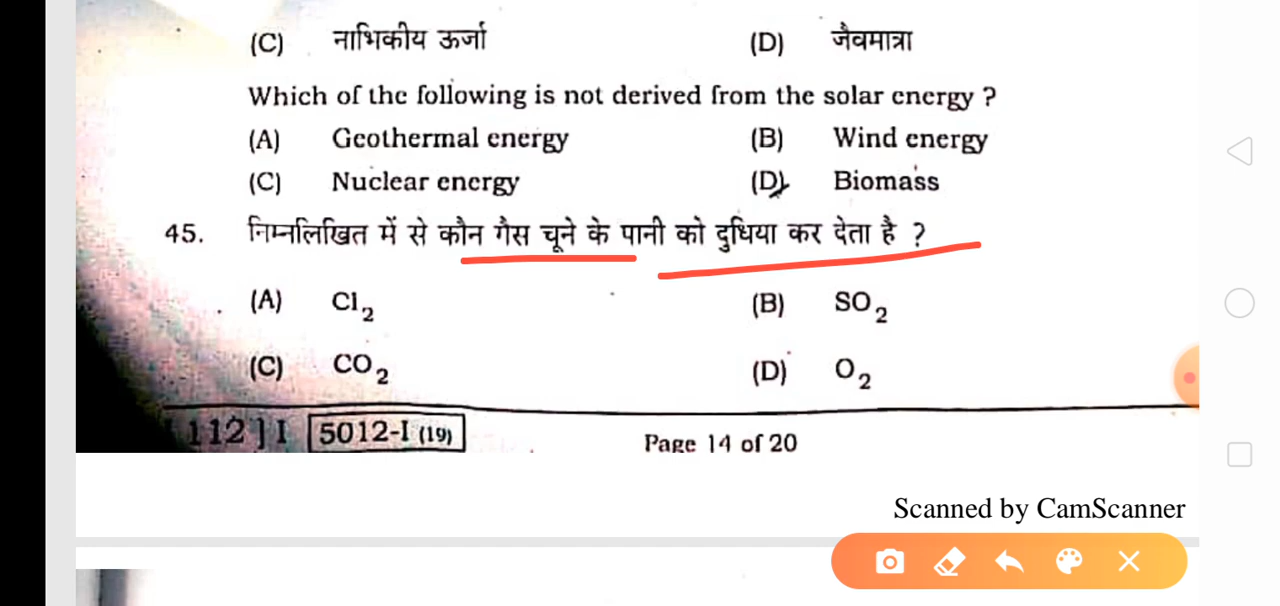 (C) नाभिकीय ऊर्जा (D) जैवमात्रा
Which of the following is not derived from the solar energy ?
(A) Geothermal energy (B) Wind energy
(C) Nuclear energy (D) Biomass
45. निम्नलिखित में से कौन गैस चूने के पानी को दुधिया कर देता है ?
(A) Cl₂ (B) SO₂
(C) CO₂ (D) O₂
112 ] I 5012-I (19) Page 14 of 20
Scanned by CamScanner